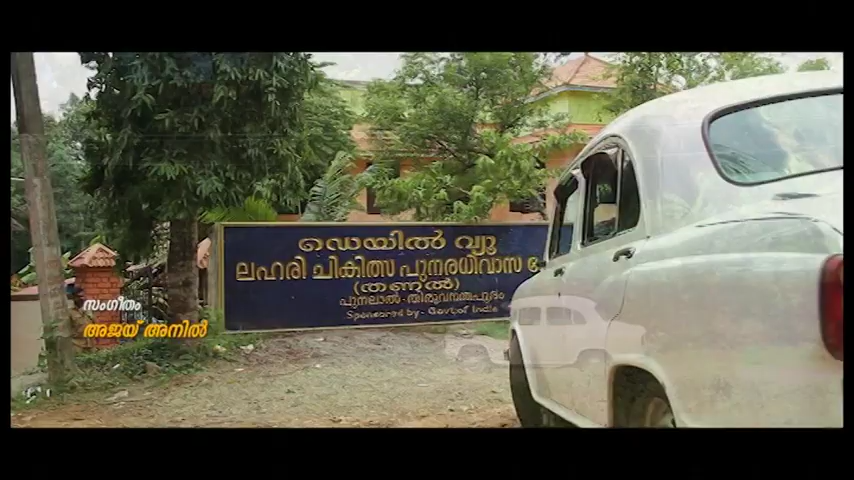 ഡെയിൽ വ്യൂ
ലഹരി ചികിത്സ പുനരധിവാസ
(തണൽ)
പുനലാൽ - തിരുവനന്തപുരം
Sponsored by - Govt. of India
സംഗീതം
അജയ് അനിൽ